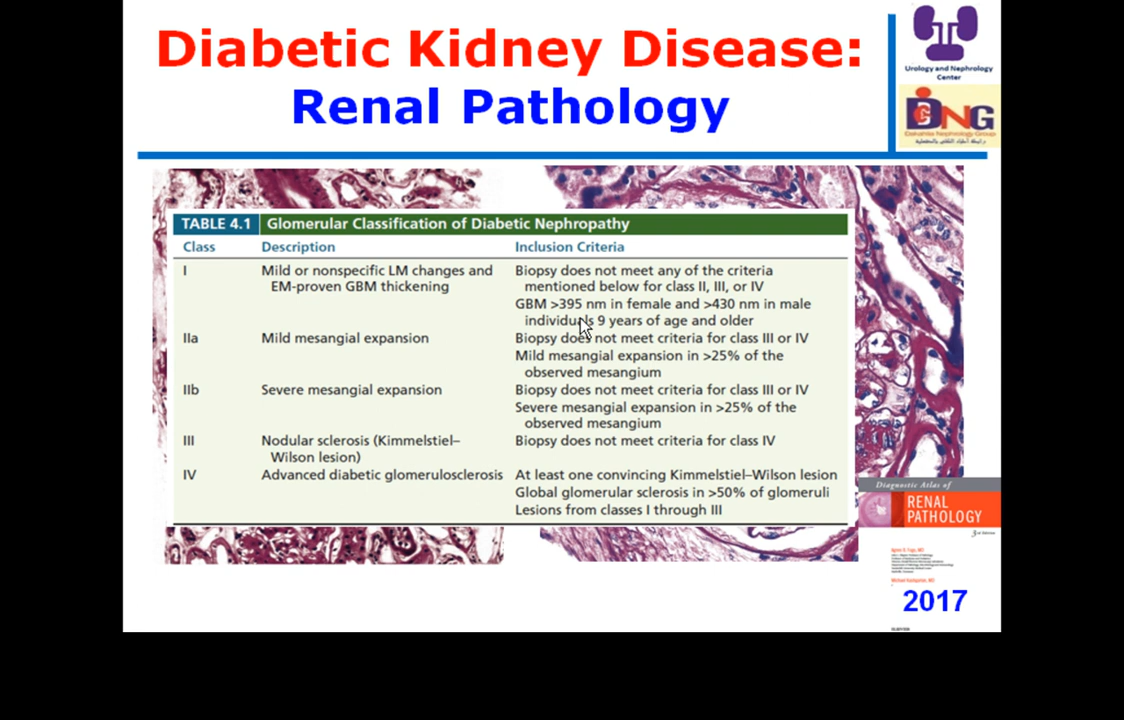 Diabetic Kidney Disease:
Renal Pathology
Urology and Nephrology
Center
DNG
Dakahlia Nephrology Group
TABLE 4.1 Glomerular Classification of Diabetic Nephropathy
Class Description Inclusion Criteria
I Mild or nonspecific LM changes and Biopsy does not meet any of the criteria
EM-proven GBM thickening mentioned below for class II, III, or IV
GBM >395 nm in female and >430 nm in male
individuals 9 years of age and older
IIa Mild mesangial expansion Biopsy does not meet criteria for class III or IV
Mild mesangial expansion in >25% of the
observed mesangium
IIb Severe mesangial expansion Biopsy does not meet criteria for class III or IV
Severe mesangial expansion in >25% of the
observed mesangium
III Nodular sclerosis (Kimmelstiel– Biopsy does not meet criteria for class IV
Wilson lesion)
IV Advanced diabetic glomerulosclerosis At least one convincing Kimmelstiel–Wilson lesion
Global glomerular sclerosis in >50% of glomeruli
Lesions from classes I through III
Diagnostic Atlas of
RENAL
PATHOLOGY
2017